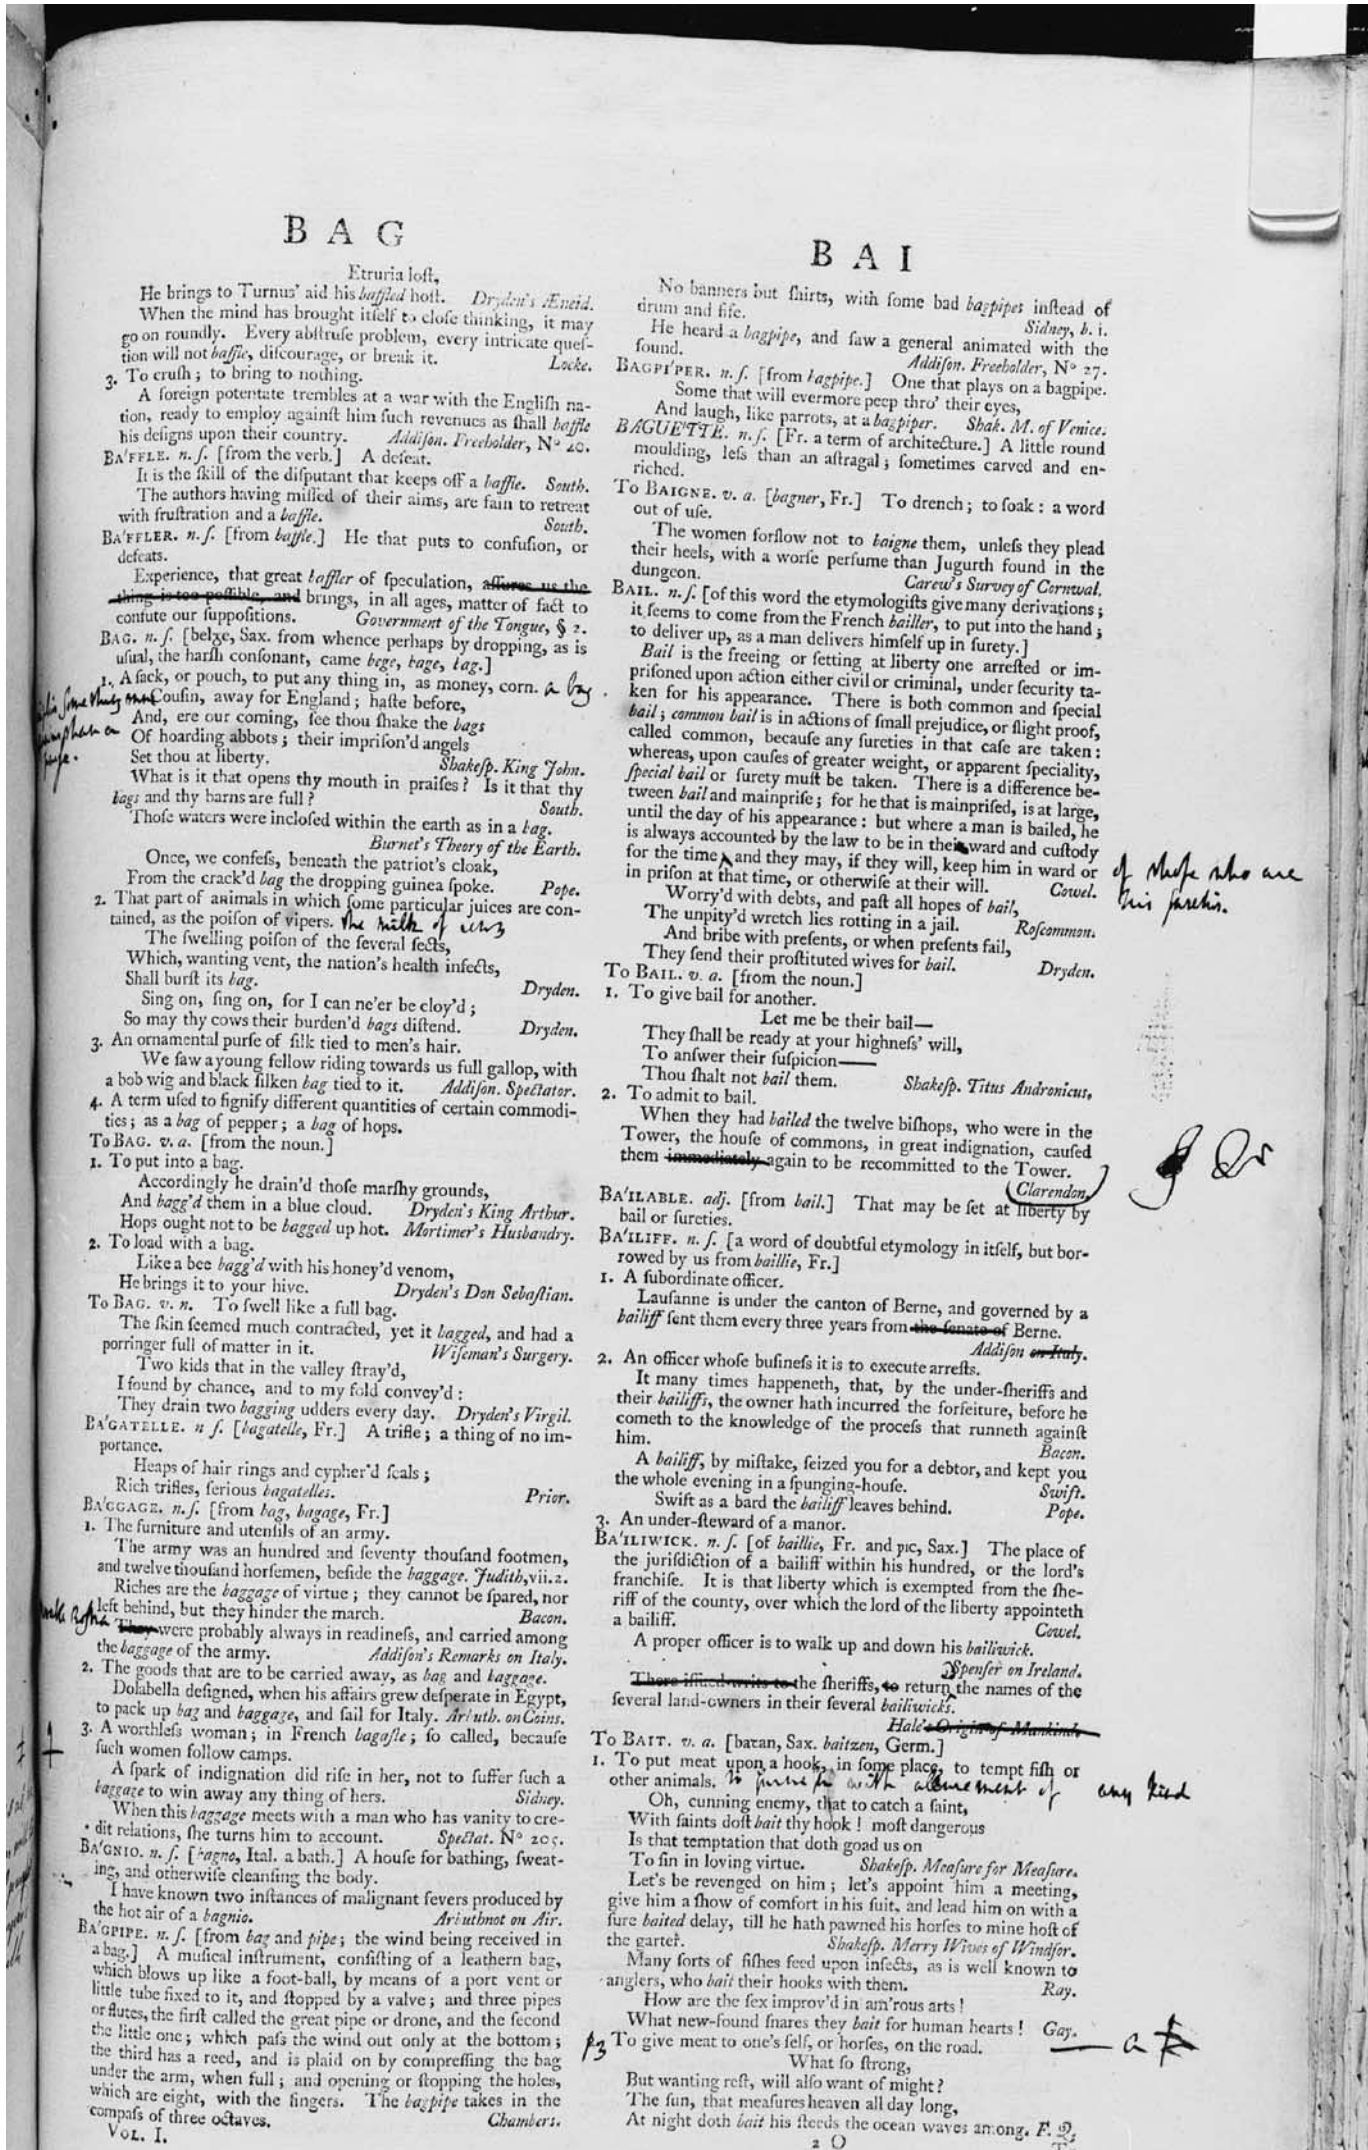 BAG
Etruria loſt,
He brings to Turnus' aid his baffled hoſt. Dryden's Æneid.
When the mind has brought itſelf to cloſe thinking, it may
go on roundly. Every abſtruſe problem, every intricate queſ-
tion will not baffle, diſcourage, or break it. Locke.
3. To cruſh; to bring to nothing.
A foreign potentate trembles at a war with the Engliſh na-
tion, ready to employ againſt him ſuch revenues as ſhall baffle
his deſigns upon their country. Addiſon. Freeholder, Nº 20.
BA'FFLE. n. ſ. [from the verb.] A defeat.
It is the ſkill of the diſputant that keeps off a baffle. South.
The authors having miſſed of their aims, are fain to retreat
with fruſtration and a baffle. South.
BA'FFLER. n. ſ. [from baffle.] He that puts to confuſion, or
defeats.
Experience, that great baffler of ſpeculation, aſſures us the
thing is too poſſible, and brings, in all ages, matter of fact to
confute our ſuppoſitions. Government of the Tongue, § 2.
BAG. n. ſ. [belʒe, Sax. from whence perhaps by dropping, as is
uſual, the harſh conſonant, came bege, bage, bag.]
1. A ſack, or pouch, to put any thing in, as money, corn. a bag
Couſin, away for England; haſte before,
And, ere our coming, ſee thou ſhake the bags
Of hoarding abbots; their impriſon'd angels
Set thou at liberty. Shakeſp. King John.
What is it that opens thy mouth in praiſes? Is it that thy
bags and thy barns are full? South.
Thoſe waters were incloſed within the earth as in a bag.
Burnet's Theory of the Earth.
Once, we confeſs, beneath the patriot's cloak,
From the crack'd bag the dropping guinea ſpoke. Pope.
2. That part of animals in which ſome particular juices are con-
tained, as the poiſon of vipers. the milk of
The ſwelling poiſon of the ſeveral ſects,
Which, wanting vent, the nation's health infects,
Shall burſt its bag. Dryden.
Sing on, ſing on, for I can ne'er be cloy'd;
So may thy cows their burden'd bags diſtend. Dryden.
3. An ornamental purſe of ſilk tied to men's hair.
We ſaw a young fellow riding towards us full gallop, with
a bob wig and black ſilken bag tied to it. Addiſon. Spectator.
4. A term uſed to ſignify different quantities of certain commodi-
ties; as a bag of pepper; a bag of hops.
To BAG. v. a. [from the noun.]
1. To put into a bag.
Accordingly he drain'd thoſe marſhy grounds,
And bagg'd them in a blue cloud. Dryden's King Arthur.
Hops ought not to be bagged up hot. Mortimer's Huſbandry.
2. To load with a bag.
Like a bee bagg'd with his honey'd venom,
He brings it to your hive. Dryden's Don Sebaſtian.
To BAG. v. n. To ſwell like a full bag.
The ſkin ſeemed much contracted, yet it bagged, and had a
porringer full of matter in it. Wiſeman's Surgery.
Two kids that in the valley ſtray'd,
I found by chance, and to my fold convey'd:
They drain two bagging udders every day. Dryden's Virgil.
BA'GATELLE. n ſ. [bagatelle, Fr.] A trifle; a thing of no im-
portance.
Heaps of hair rings and cypher'd ſeals;
Rich trifles, ſerious bagatelles. Prior.
BA'GGAGE. n. ſ. [from bag, bagage, Fr.]
1. The furniture and utenſils of an army.
The army was an hundred and ſeventy thouſand footmen,
and twelve thouſand horſemen, beſide the baggage. Judith, vii. 2.
Riches are the baggage of virtue; they cannot be ſpared, nor
left behind, but they hinder the march. Bacon.
They were probably always in readineſs, and carried among
the baggage of the army. Addiſon's Remarks on Italy.
2. The goods that are to be carried away, as bag and baggage.
Dolabella deſigned, when his affairs grew deſperate in Egypt,
to pack up bag and baggage, and ſail for Italy. Arbuth. on Coins.
3. A worthleſs woman; in French bagaſle; ſo called, becauſe
ſuch women follow camps.
A ſpark of indignation did riſe in her, not to ſuffer ſuch a
baggage to win away any thing of hers. Sidney.
When this baggage meets with a man who has vanity to cre-
dit relations, ſhe turns him to account. Spectat. Nº 205.
BA'GNIO. n. ſ. [bagno, Ital. a bath.] A houſe for bathing, ſweat-
ing, and otherwiſe cleanſing the body.
I have known two inſtances of malignant fevers produced by
the hot air of a bagnio. Arbuthnot on Air.
BA'GPIPE. n. ſ. [from bag and pipe; the wind being received in
a bag.] A muſical inſtrument, conſiſting of a leathern bag,
which blows up like a foot-ball, by means of a port vent or
little tube fixed to it, and ſtopped by a valve; and three pipes
or flutes, the firſt called the great pipe or drone, and the ſecond
the little one; which paſs the wind out only at the bottom;
the third has a reed, and is plaid on by compreſſing the bag
under the arm, when full; and opening or ſtopping the holes,
which are eight, with the fingers. The bagpipe takes in the
compaſs of three octaves. Chambers.
VOL. I.
BAI
No banners but ſhirts, with ſome bad bagpipes inſtead of
drum and fife. Sidney, b. i.
He heard a bagpipe, and ſaw a general animated with the
ſound. Addiſon. Freeholder, Nº 27.
BAGPI'PER. n. ſ. [from bagpipe.] One that plays on a bagpipe.
Some that will evermore peep thro' their eyes,
And laugh, like parrots, at a bagpiper. Shak. M. of Venice.
BAGUE'TTE. n. ſ. [Fr. a term of architecture.] A little round
moulding, leſs than an aſtragal; ſometimes carved and en-
riched.
To BAIGNE. v. a. [bagner, Fr.] To drench; to ſoak: a word
out of uſe.
The women forſlow not to baigne them, unleſs they plead
their heels, with a worſe perfume than Jugurth found in the
dungeon. Carew's Survey of Cornwal.
BAIL. n. ſ. [of this word the etymologiſts give many derivations;
it ſeems to come from the French bailler, to put into the hand;
to deliver up, as a man delivers himſelf up in ſurety.]
Bail is the freeing or ſetting at liberty one arreſted or im-
priſoned upon action either civil or criminal, under ſecurity ta-
ken for his appearance. There is both common and ſpecial
bail; common bail is in actions of ſmall prejudice, or ſlight proof,
called common, becauſe any ſureties in that caſe are taken:
whereas, upon cauſes of greater weight, or apparent ſpeciality,
ſpecial bail or ſurety muſt be taken. There is a difference be-
tween bail and mainpriſe; for he that is mainpriſed, is at large,
until the day of his appearance: but where a man is bailed, he
is always accounted by the law to be in their ward and cuſtody
for the time, and they may, if they will, keep him in ward or
in priſon at that time, or otherwiſe at their will. Cowel.
of thoſe who are
his ſureties.
Worry'd with debts, and paſt all hopes of bail,
The unpity'd wretch lies rotting in a jail. Roſcommon.
And bribe with preſents, or when preſents fail,
They ſend their proſtituted wives for bail. Dryden.
To BAIL. v. a. [from the noun.]
1. To give bail for another.
Let me be their bail—
They ſhall be ready at your highneſs' will,
To anſwer their ſuſpicion——
Thou ſhalt not bail them. Shakeſp. Titus Andronicus.
2. To admit to bail.
When they had bailed the twelve biſhops, who were in the
Tower, the houſe of commons, in great indignation, cauſed
them immediately again to be recommitted to the Tower.
Clarendon.
BA'ILABLE. adj. [from bail.] That may be ſet at liberty by
bail or ſureties.
BA'ILIFF. n. ſ. [a word of doubtful etymology in itſelf, but bor-
rowed by us from baillie, Fr.]
1. A ſubordinate officer.
Lauſanne is under the canton of Berne, and governed by a
bailiff ſent them every three years from the ſenate of Berne.
Addiſon on Italy.
2. An officer whoſe buſineſs it is to execute arreſts.
It many times happeneth, that, by the under-ſheriffs and
their bailiffs, the owner hath incurred the forfeiture, before he
cometh to the knowledge of the proceſs that runneth againſt
him. Bacon.
A bailiff, by miſtake, ſeized you for a debtor, and kept you
the whole evening in a ſpunging-houſe. Swift.
Swift as a bard the bailiff leaves behind. Pope.
3. An under-ſteward of a manor.
BA'ILIWICK. n. ſ. [of baillie, Fr. and pıc, Sax.] The place of
the juriſdiction of a bailiff within his hundred, or the lord's
franchiſe. It is that liberty which is exempted from the ſhe-
riff of the county, over which the lord of the liberty appointeth
a bailiff. Cowel.
A proper officer is to walk up and down his bailiwick.
Spenſer on Ireland.
There iſſued writs to the ſheriffs, to return the names of the
ſeveral land-owners in their ſeveral bailiwicks.
Hale's Origin of Mankind.
To BAIT. v. a. [batan, Sax. baitzen, Germ.]
1. To put meat upon a hook, in ſome place, to tempt fiſh or
other animals. with allurement of any kind
Oh, cunning enemy, that to catch a ſaint,
With ſaints doſt bait thy hook! moſt dangerous
Is that temptation that doth goad us on
To ſin in loving virtue. Shakeſp. Meaſure for Meaſure.
Let's be revenged on him; let's appoint him a meeting,
give him a ſhow of comfort in his ſuit, and lead him on with a
fure baited delay, till he hath pawned his horſes to mine hoſt of
the garter. Shakeſp. Merry Wives of Windſor.
Many ſorts of fiſhes feed upon inſects, as is well known to
anglers, who bait their hooks with them. Ray.
How are the ſex improv'd in am'rous arts!
What new-found ſnares they bait for human hearts! Gay.
3 To give meat to one's ſelf, or horſes, on the road.
What ſo ſtrong,
But wanting reſt, will alſo want of might?
The ſun, that meaſures heaven all day long,
At night doth bait his ſteeds the ocean waves among. F. Q.
2 O